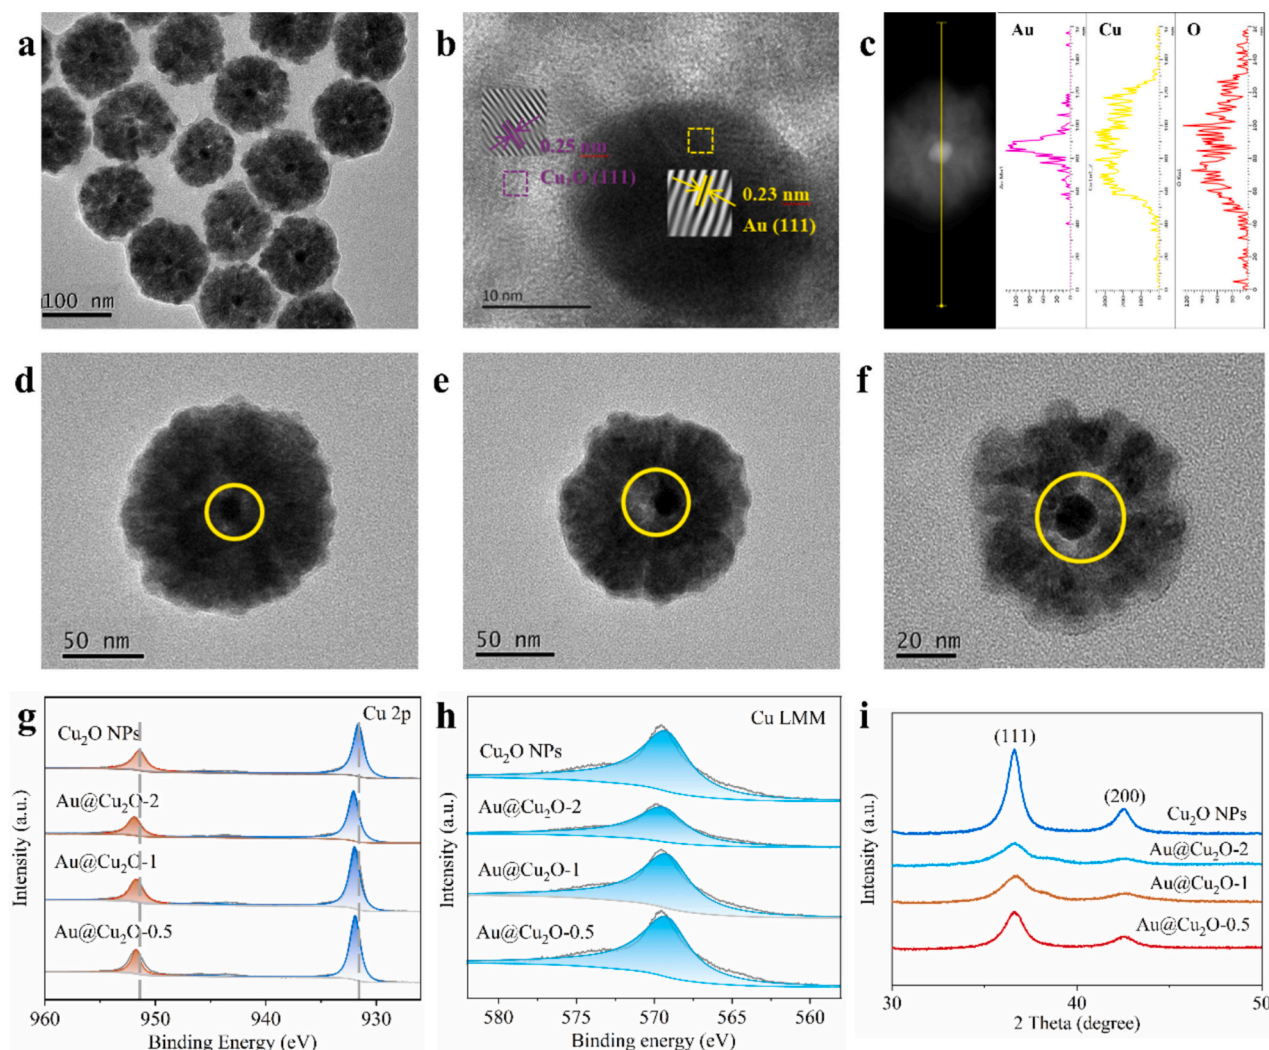 a
100 nm
b
0.25 nm
Cu₂O (111)
0.23 nm
Au (111)
10 nm
c
Au
Cu
O
d
50 nm
e
50 nm
f
20 nm
g
Cu 2p
Cu₂O NPs
Au@Cu₂O-2
Au@Cu₂O-1
Au@Cu₂O-0.5
Intensity (a.u.)
960 950 940 930
Binding Energy (eV)
h
Cu LMM
Cu₂O NPs
Au@Cu₂O-2
Au@Cu₂O-1
Au@Cu₂O-0.5
Intensity (a.u.)
580 575 570 565 560
Binding energy (eV)
i
(111)
(200)
Cu₂O NPs
Au@Cu₂O-2
Au@Cu₂O-1
Au@Cu₂O-0.5
Intensity (a.u.)
30 40 50
2 Theta (degree)